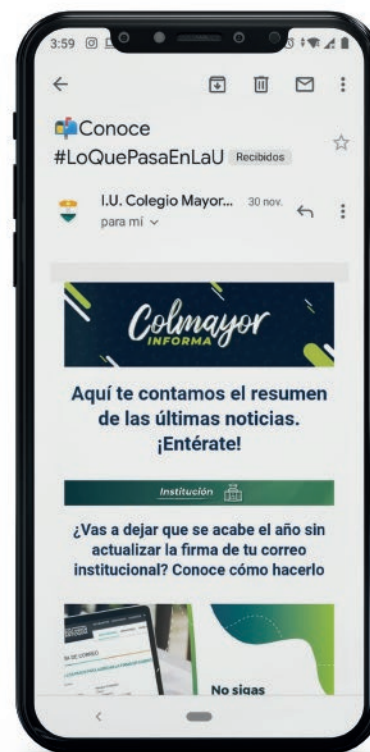 3:59
📬Conoce
#LoQuePasaEnLaU Recibidos
I.U. Colegio Mayor... 30 nov.
para mí
Colmayor
INFORMA
Aquí te contamos el resumen
de las últimas noticias.
¡Entérate!
Institución
¿Vas a dejar que se acabe el año sin
actualizar la firma de tu correo
institucional? Conoce cómo hacerlo
No sigas